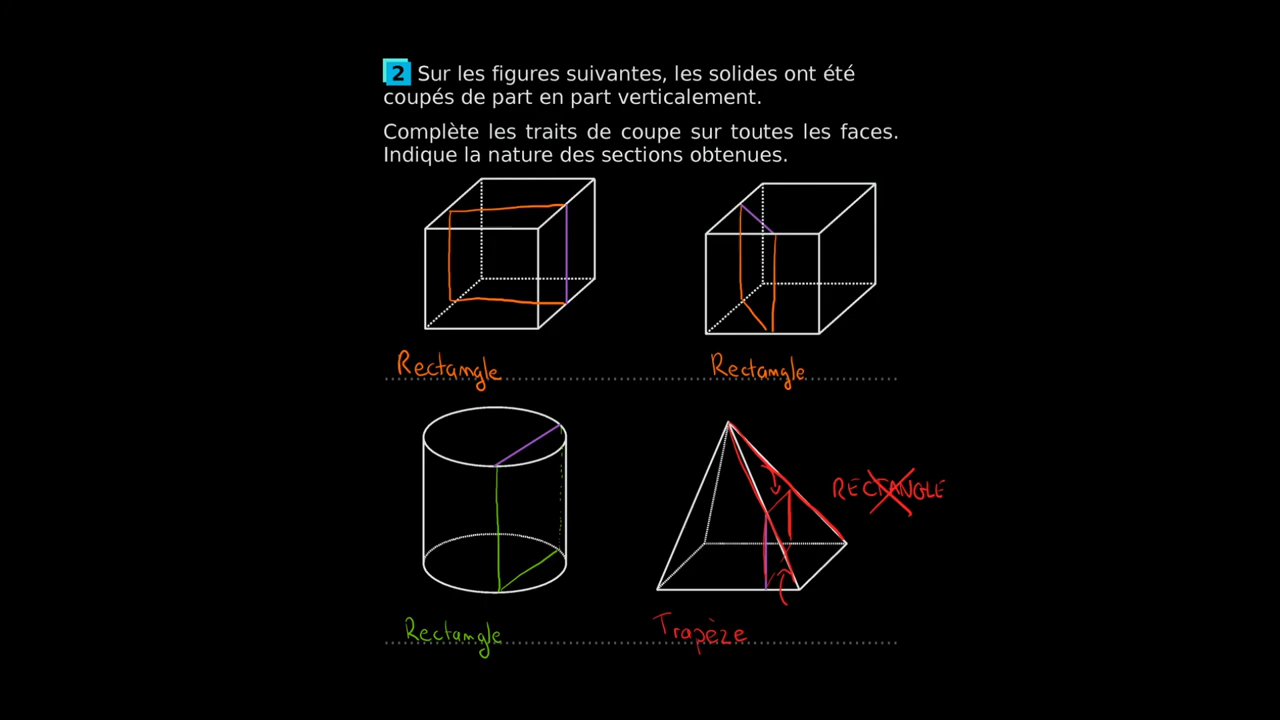 2 Sur les figures suivantes, les solides ont été
coupés de part en part verticalement.
Complète les traits de coupe sur toutes les faces.
Indique la nature des sections obtenues.
Rectangle
Rectangle
RECTANGLE
Rectangle
Trapèze